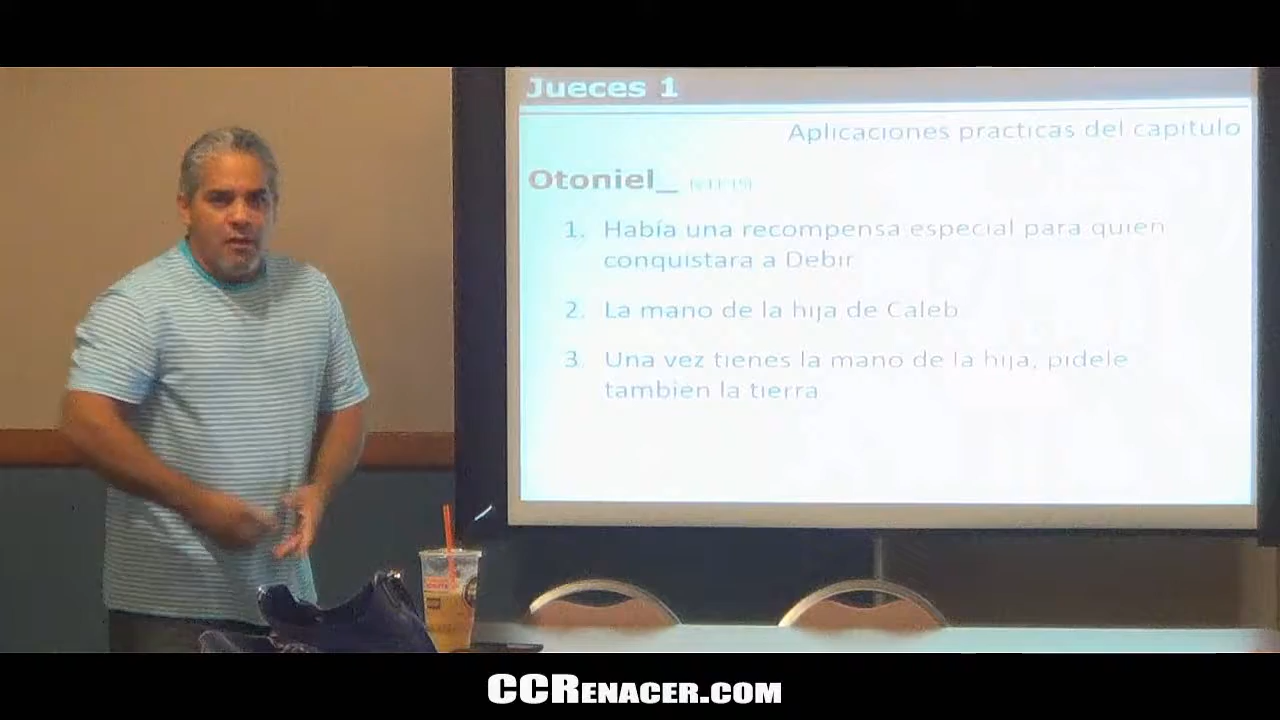 Jueces 1
Aplicaciones practicas del capitulo
Otoniel_
1. Había una recompensa especial para quien
conquistara a Debir
2. La mano de la hija de Caleb
3. Una vez tienes la mano de la hija, pidele
tambien la tierra
CCRENACER.COM